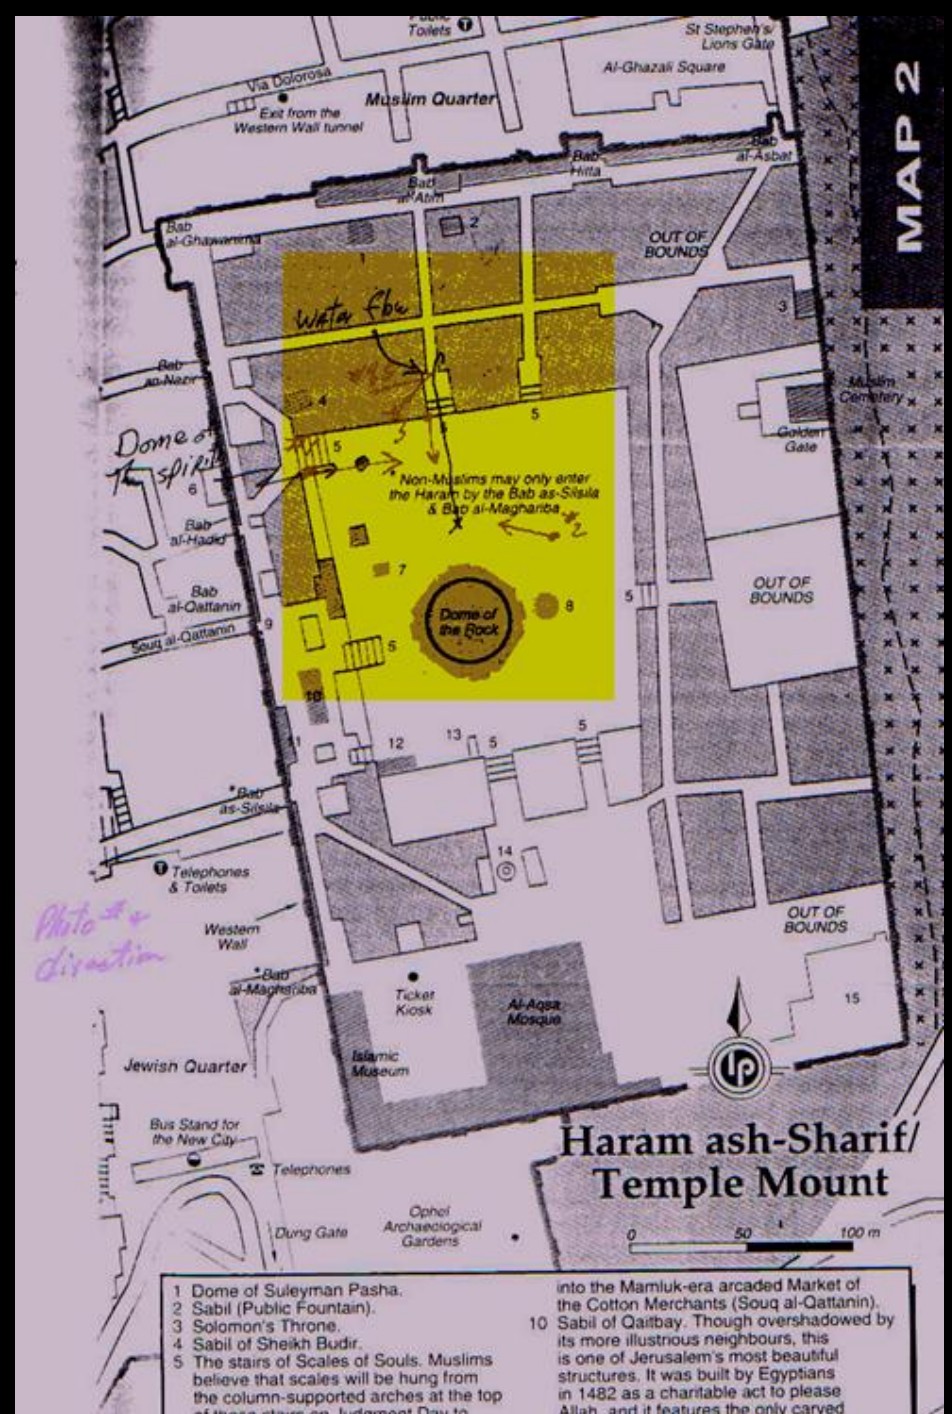 Public
Toilets
St Stephen's/
Lions Gate
Al-Ghazali Square
Via Dolorosa
Exit from the
Western Wall tunnel
Muslim Quarter
MAP 2
Bab
al-Asbat
Bab
Hitta
Bab
al-Atim
Bab
al-Ghawanima
2
OUT OF
BOUNDS
1
3
Water flow
Bab
an-Nazir
4
5
5
Muslim
Cemetery
Golden
Gate
Dome of
The spirits
6
5
Non-Muslims may only enter
the Haram by the Bab as-Silsila
& Bab al-Maghariba
#2
Bab
al-Hadid
7
Bab
al-Qattanin
8
5
OUT OF
BOUNDS
Dome of
the Rock
9
Souq al-Qattanin
5
10
11
12
13
5
5
Bab
as-Silsila
14
Telephones
& Toilets
Photo # +
direction
Western
Wall
OUT OF
BOUNDS
Bab
al-Maghariba
Ticket
Kiosk
Al-Aqsa
Mosque
15
Islamic
Museum
Jewish Quarter
lp
Bus Stand for
the New City
Telephones
Haram ash-Sharif/
Temple Mount
Ophel
Archaeological
Gardens
Dung Gate
0 50 100 m
1 Dome of Suleyman Pasha.
2 Sabil (Public Fountain).
3 Solomon's Throne.
4 Sabil of Sheikh Budir.
5 The stairs of Scales of Souls. Muslims
believe that scales will be hung from
the column-supported arches at the top
of these stairs on Judgment Day to
into the Mamluk-era arcaded Market of
the Cotton Merchants (Souq al-Qattanin).
10 Sabil of Qaitbay. Though overshadowed by
its more illustrious neighbours, this
is one of Jerusalem's most beautiful
structures. It was built by Egyptians
in 1482 as a charitable act to please
Allah, and it features the only carved